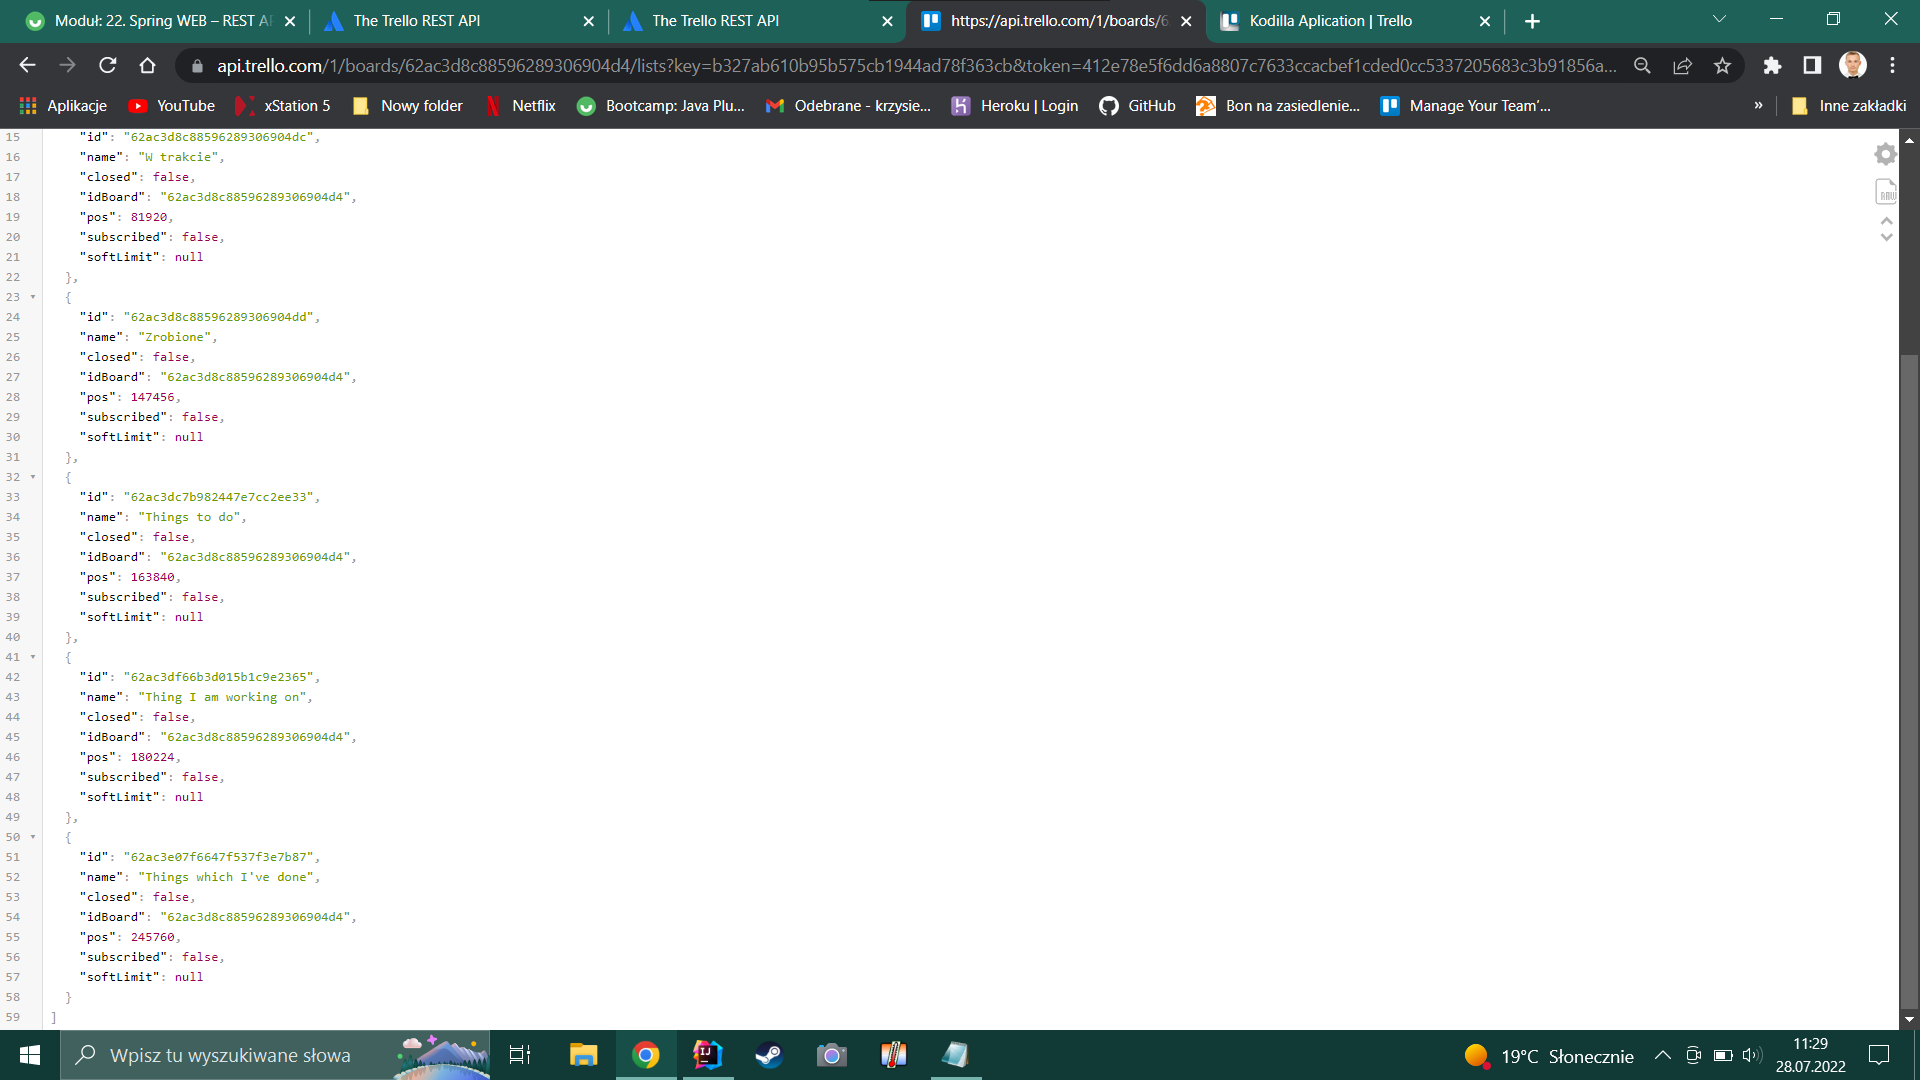 Moduł: 22. Spring WEB – REST AP
The Trello REST API
The Trello REST API
https://api.trello.com/1/boards/6
Kodilla Aplication | Trello
api.trello.com/1/boards/62ac3d8c88596289306904d4/lists?key=b327ab610b95b575cb1944ad78f363cb&token=412e78e5f6dd6a8807c7633ccacbef1cded0cc5337205683c3b91856a...
Aplikacje
YouTube
xStation 5
Nowy folder
Netflix
Bootcamp: Java Plu...
Odebrane - krzysie...
Heroku | Login
GitHub
Bon na zasiedlenie...
Manage Your Team'...
»
Inne zakładki
15 "id": "62ac3d8c88596289306904dc",
16 "name": "W trakcie",
17 "closed": false,
18 "idBoard": "62ac3d8c88596289306904d4",
19 "pos": 81920,
20 "subscribed": false,
21 "softLimit": null
22 },
23 {
24 "id": "62ac3d8c88596289306904dd",
25 "name": "Zrobione",
26 "closed": false,
27 "idBoard": "62ac3d8c88596289306904d4",
28 "pos": 147456,
29 "subscribed": false,
30 "softLimit": null
31 },
32 {
33 "id": "62ac3dc7b982447e7cc2ee33",
34 "name": "Things to do",
35 "closed": false,
36 "idBoard": "62ac3d8c88596289306904d4",
37 "pos": 163840,
38 "subscribed": false,
39 "softLimit": null
40 },
41 {
42 "id": "62ac3df66b3d015b1c9e2365",
43 "name": "Thing I am working on",
44 "closed": false,
45 "idBoard": "62ac3d8c88596289306904d4",
46 "pos": 180224,
47 "subscribed": false,
48 "softLimit": null
49 },
50 {
51 "id": "62ac3e07f6647f537f3e7b87",
52 "name": "Things which I've done",
53 "closed": false,
54 "idBoard": "62ac3d8c88596289306904d4",
55 "pos": 245760,
56 "subscribed": false,
57 "softLimit": null
58 }
59 ]
RAW
Wpisz tu wyszukiwane słowa
19°C Słonecznie
11:29
28.07.2022